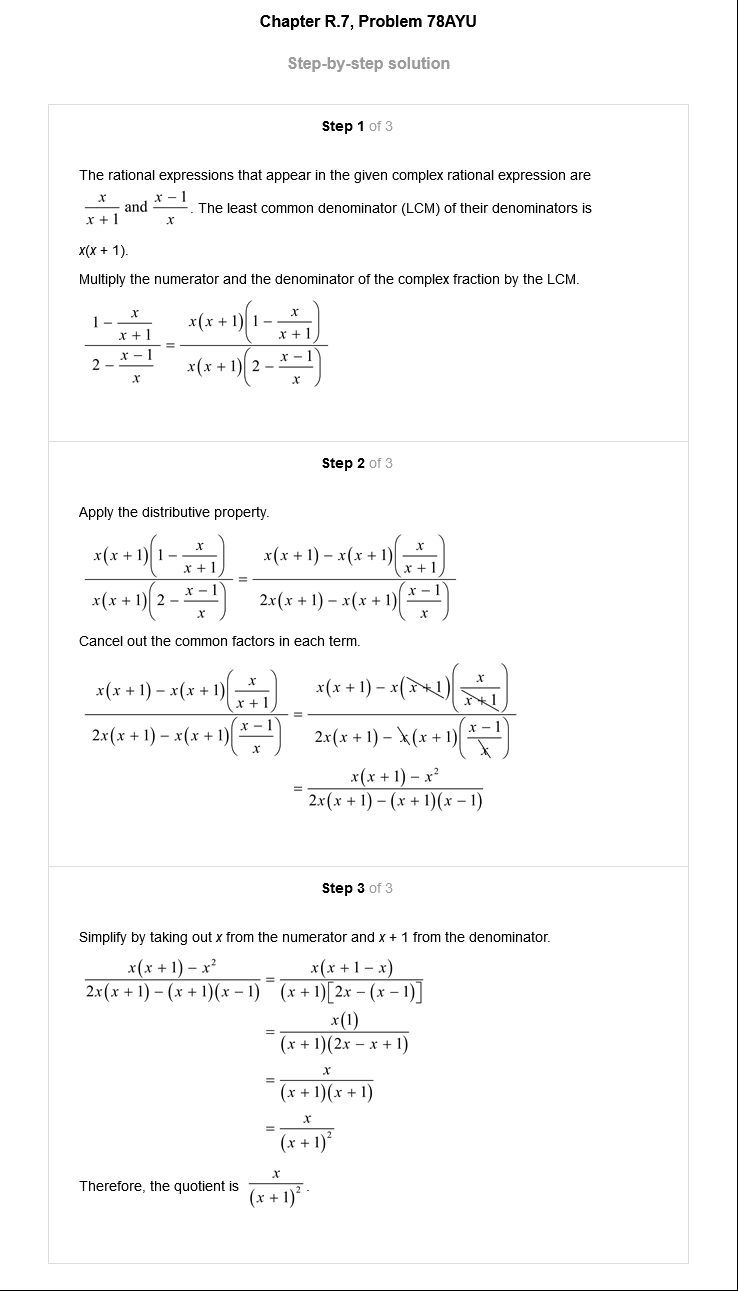 Chapter R.7, Problem 78AYU
Step-by-step solution
Step 1 of 3
The rational expressions that appear in the given complex rational expression are
\frac{x}{x+1} and \frac{x-1}{x}. The least common denominator (LCM) of their denominators is
x(x + 1).
Multiply the numerator and the denominator of the complex fraction by the LCM.
\frac{1-\frac{x}{x+1}}{2-\frac{x-1}{x}} = \frac{x(x+1)\left(1-\frac{x}{x+1}\right)}{x(x+1)\left(2-\frac{x-1}{x}\right)}
Step 2 of 3
Apply the distributive property.
\frac{x(x+1)\left(1-\frac{x}{x+1}\right)}{x(x+1)\left(2-\frac{x-1}{x}\right)} = \frac{x(x+1)-x(x+1)\left(\frac{x}{x+1}\right)}{2x(x+1)-x(x+1)\left(\frac{x-1}{x}\right)}
Cancel out the common factors in each term.
\frac{x(x+1)-x(x+1)\left(\frac{x}{x+1}\right)}{2x(x+1)-x(x+1)\left(\frac{x-1}{x}\right)} = \frac{x(x+1)-x(\cancel{x+1})\left(\frac{x}{\cancel{x+1}}\right)}{2x(x+1)-\cancel{x}(x+1)\left(\frac{x-1}{\cancel{x}}\right)}
= \frac{x(x+1)-x^2}{2x(x+1)-(x+1)(x-1)}
Step 3 of 3
Simplify by taking out x from the numerator and x + 1 from the denominator.
\frac{x(x+1)-x^2}{2x(x+1)-(x+1)(x-1)} = \frac{x(x+1-x)}{(x+1)[2x-(x-1)]}
= \frac{x(1)}{(x+1)(2x-x+1)}
= \frac{x}{(x+1)(x+1)}
= \frac{x}{(x+1)^2}
Therefore, the quotient is \frac{x}{(x+1)^2}.